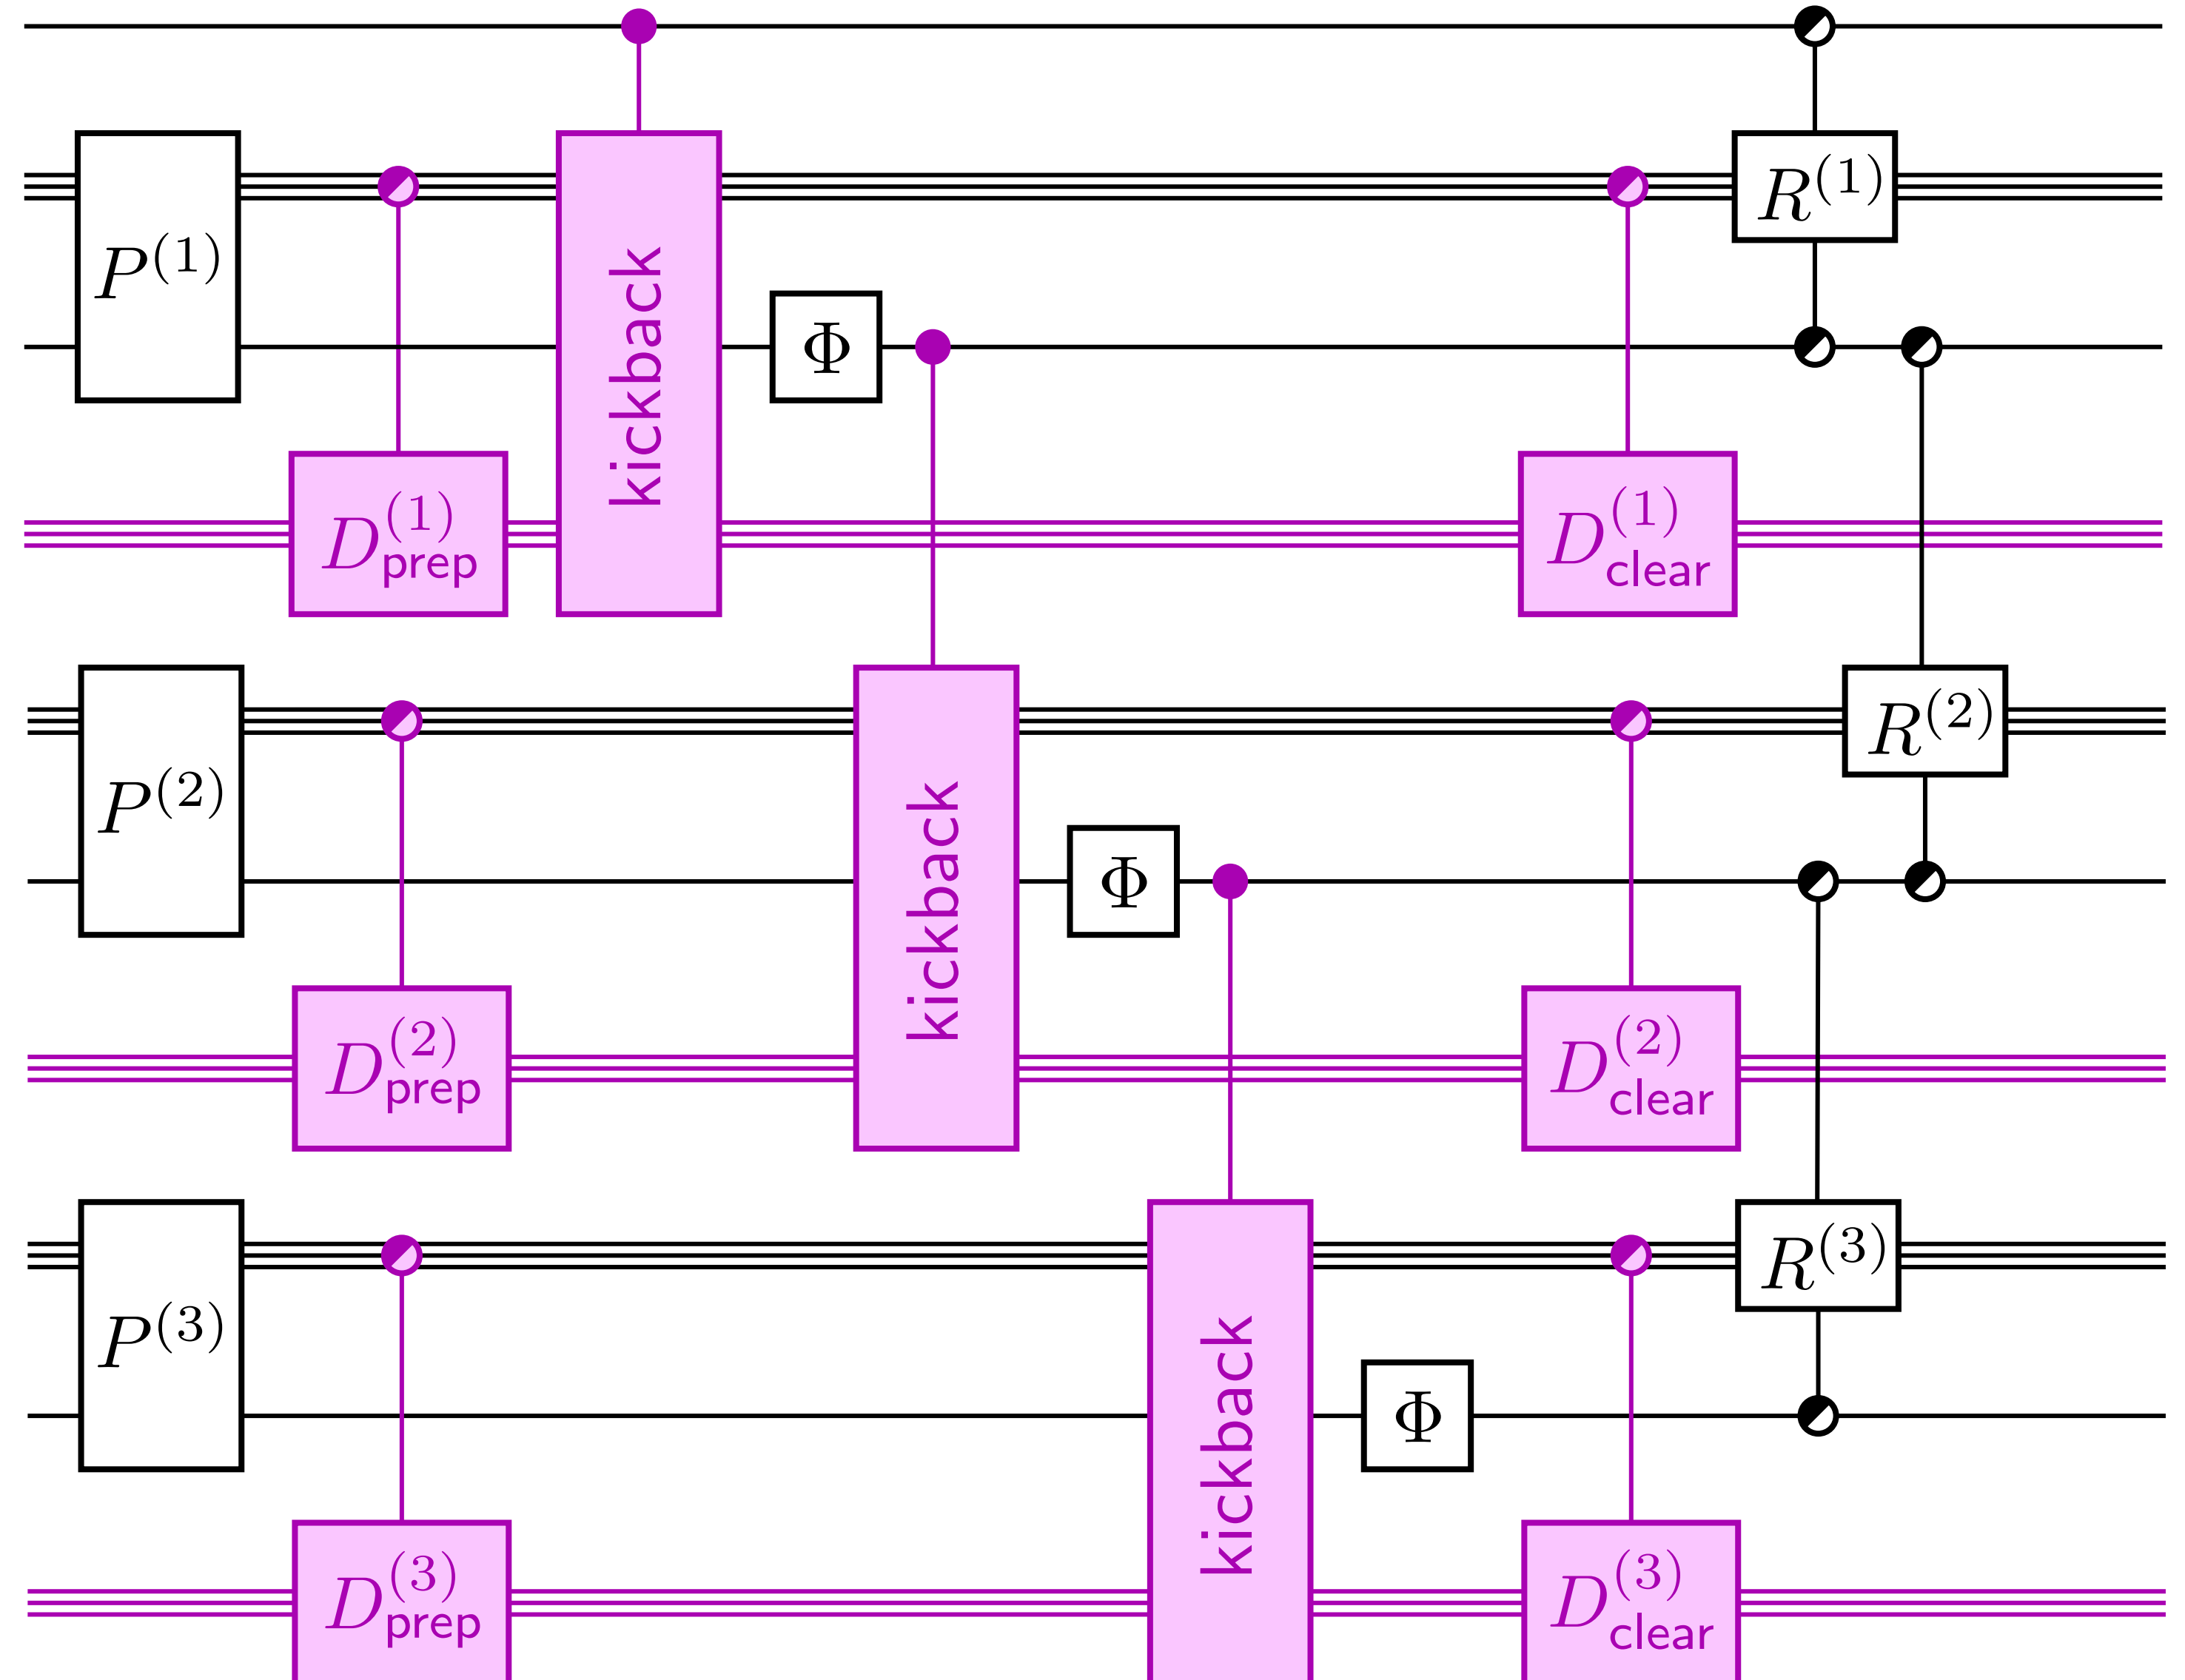 P^(1)
kickback
Φ
R^(1)
D^(1)_prep
D^(1)_clear
P^(2)
kickback
Φ
R^(2)
D^(2)_prep
D^(2)_clear
P^(3)
kickback
Φ
R^(3)
D^(3)_prep
D^(3)_clear